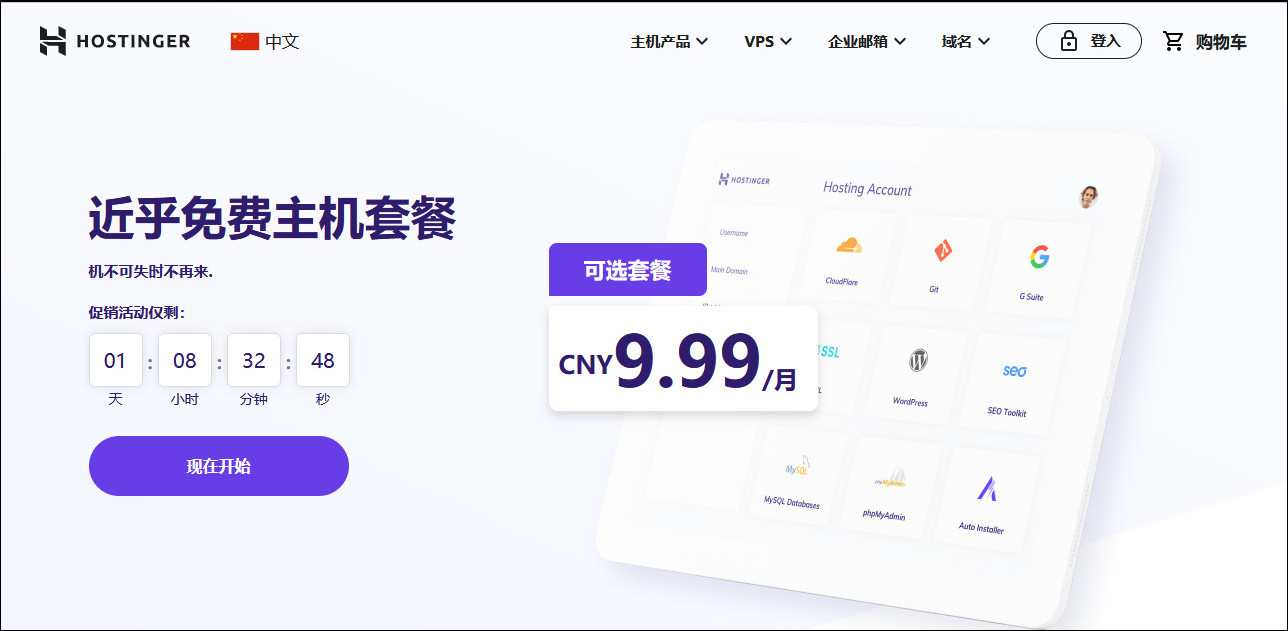 HOSTINGER 中文 主机产品 VPS 企业邮箱 域名 登入 购物车
近乎免费主机套餐
机不可失时不再来.
促销活动仅剩：
01 : 08 : 32 : 48
天 小时 分钟 秒
现在开始
可选套餐
CNY9.99/月
HOSTINGER Hosting Account
Username
Main Domain
CloudFlare
Git
G Suite
SSL
WordPress
seo
SEO Toolkit
MySQL
MySQL Databases
phpMyAdmin
phpMyAdmin
Auto Installer